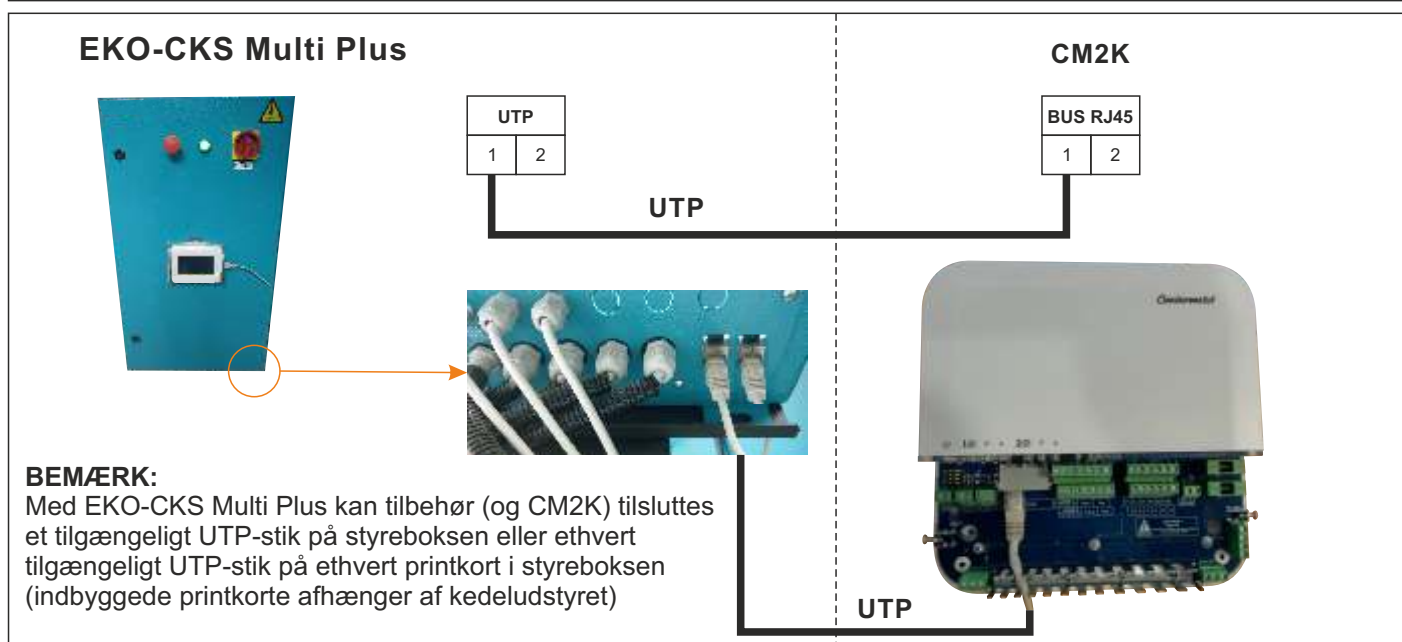 EKO-CKS Multi Plus
CM2K
UTP
1 2
BUS RJ45
1 2
UTP
BEMÆRK:
Med EKO-CKS Multi Plus kan tilbehør (og CM2K) tilsluttes
et tilgængeligt UTP-stik på styreboksen eller ethvert
tilgængeligt UTP-stik på ethvert printkort i styreboksen
(indbyggede printkorte afhænger af kedeludstyret)
UTP